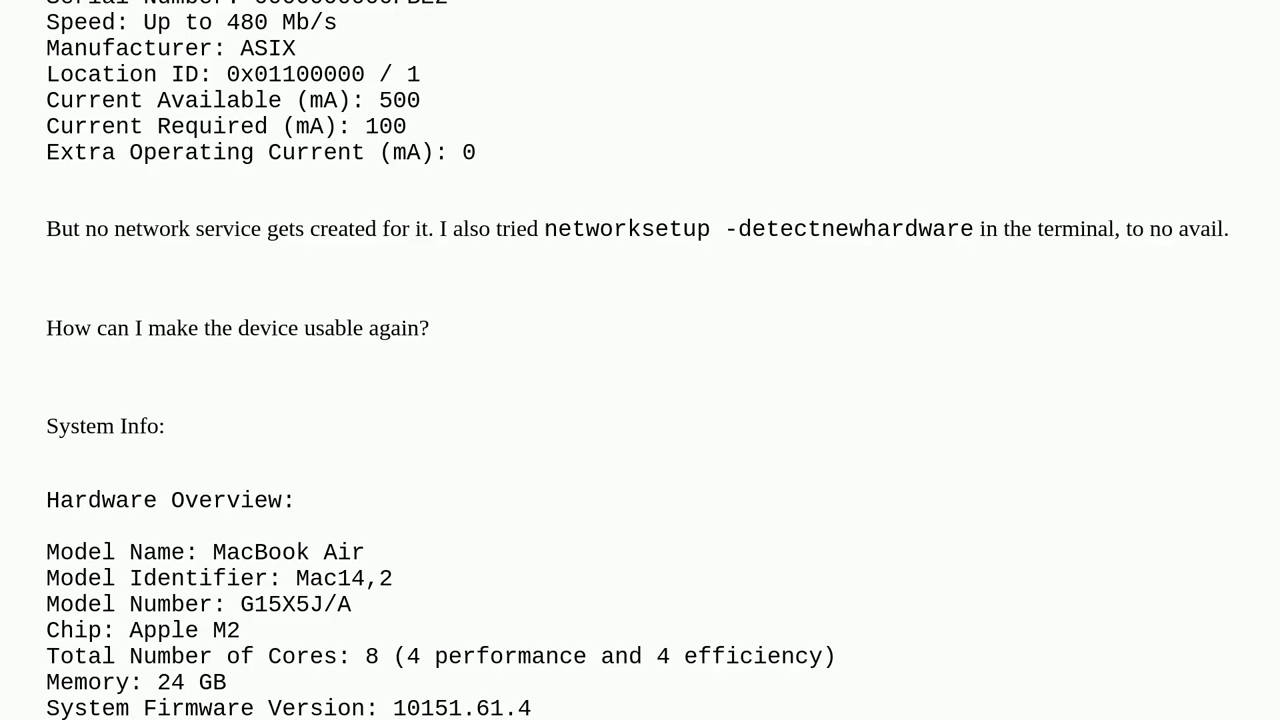 Speed: Up to 480 Mb/s
Manufacturer: ASIX
Location ID: 0x01100000 / 1
Current Available (mA): 500
Current Required (mA): 100
Extra Operating Current (mA): 0
But no network service gets created for it. I also tried networksetup -detectnewhardware in the terminal, to no avail.
How can I make the device usable again?
System Info:
Hardware Overview:
Model Name: MacBook Air
Model Identifier: Mac14,2
Model Number: G15X5J/A
Chip: Apple M2
Total Number of Cores: 8 (4 performance and 4 efficiency)
Memory: 24 GB
System Firmware Version: 10151.61.4